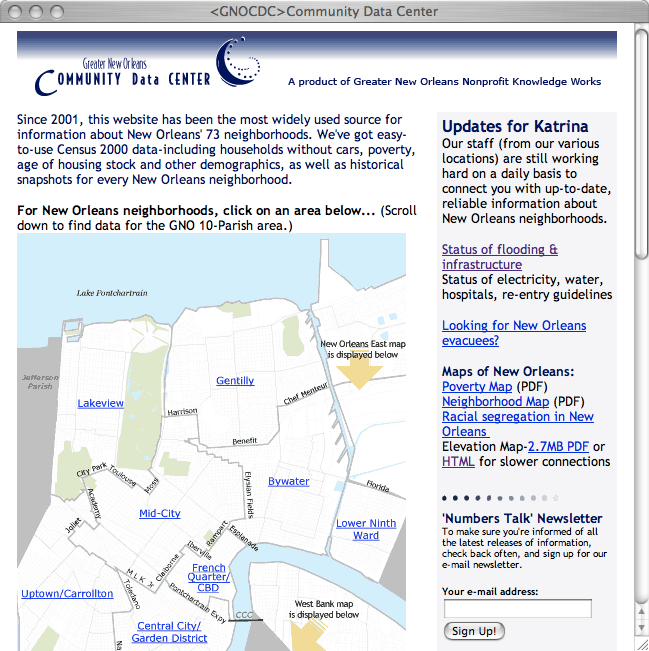 <GNOCDC>Community Data Center
Greater New Orleans
Community Data Center
A product of Greater New Orleans Nonprofit Knowledge Works
Since 2001, this website has been the most widely used source for
information about New Orleans' 73 neighborhoods. We've got easy-
to-use Census 2000 data-including households without cars, poverty,
age of housing stock and other demographics, as well as historical
snapshots for every New Orleans neighborhood.
For New Orleans neighborhoods, click on an area below... (Scroll
down to find data for the GNO 10-Parish area.)
Lake Pontchartrain
New Orleans East map
is displayed below
Jefferson
Parish
Gentilly
Lakeview
Chef Menteur
Harrison
Benefit
City Park
Toulouse
Moss
Elysian Fields
Bywater
Florida
Academy
Mid-City
Lower Ninth
Ward
Joliet
Rampart
Esplanade
Iberville
Claiborne
French
Quarter/
CBD
M.L.K. Jr
Uptown/Carrollton
Toledano
Pontchartrain Expy
CCC
West Bank map
is displayed below
Central City/
Garden District
Na
Updates for Katrina
Our staff (from our various
locations) are still working
hard on a daily basis to
connect you with up-to-date,
reliable information about
New Orleans neighborhoods.
Status of flooding &
infrastructure
Status of electricity, water,
hospitals, re-entry guidelines
Looking for New Orleans
evacuees?
Maps of New Orleans:
Poverty Map (PDF)
Neighborhood Map (PDF)
Racial segregation in New
Orleans
Elevation Map-2.7MB PDF or
HTML for slower connections
'Numbers Talk' Newsletter
To make sure you're informed of all
the latest releases of information,
check back often, and sign up for our
e-mail newsletter.
Your e-mail address:
Sign Up!